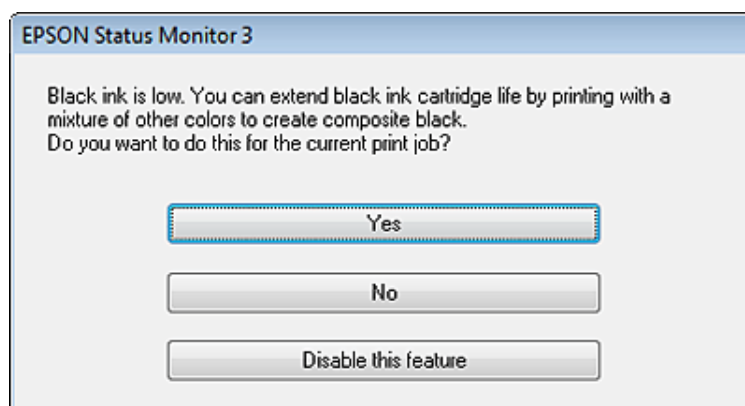 EPSON Status Monitor 3
Black ink is low. You can extend black ink cartridge life by printing with a
mixture of other colors to create composite black.
Do you want to do this for the current print job?
Yes
No
Disable this feature